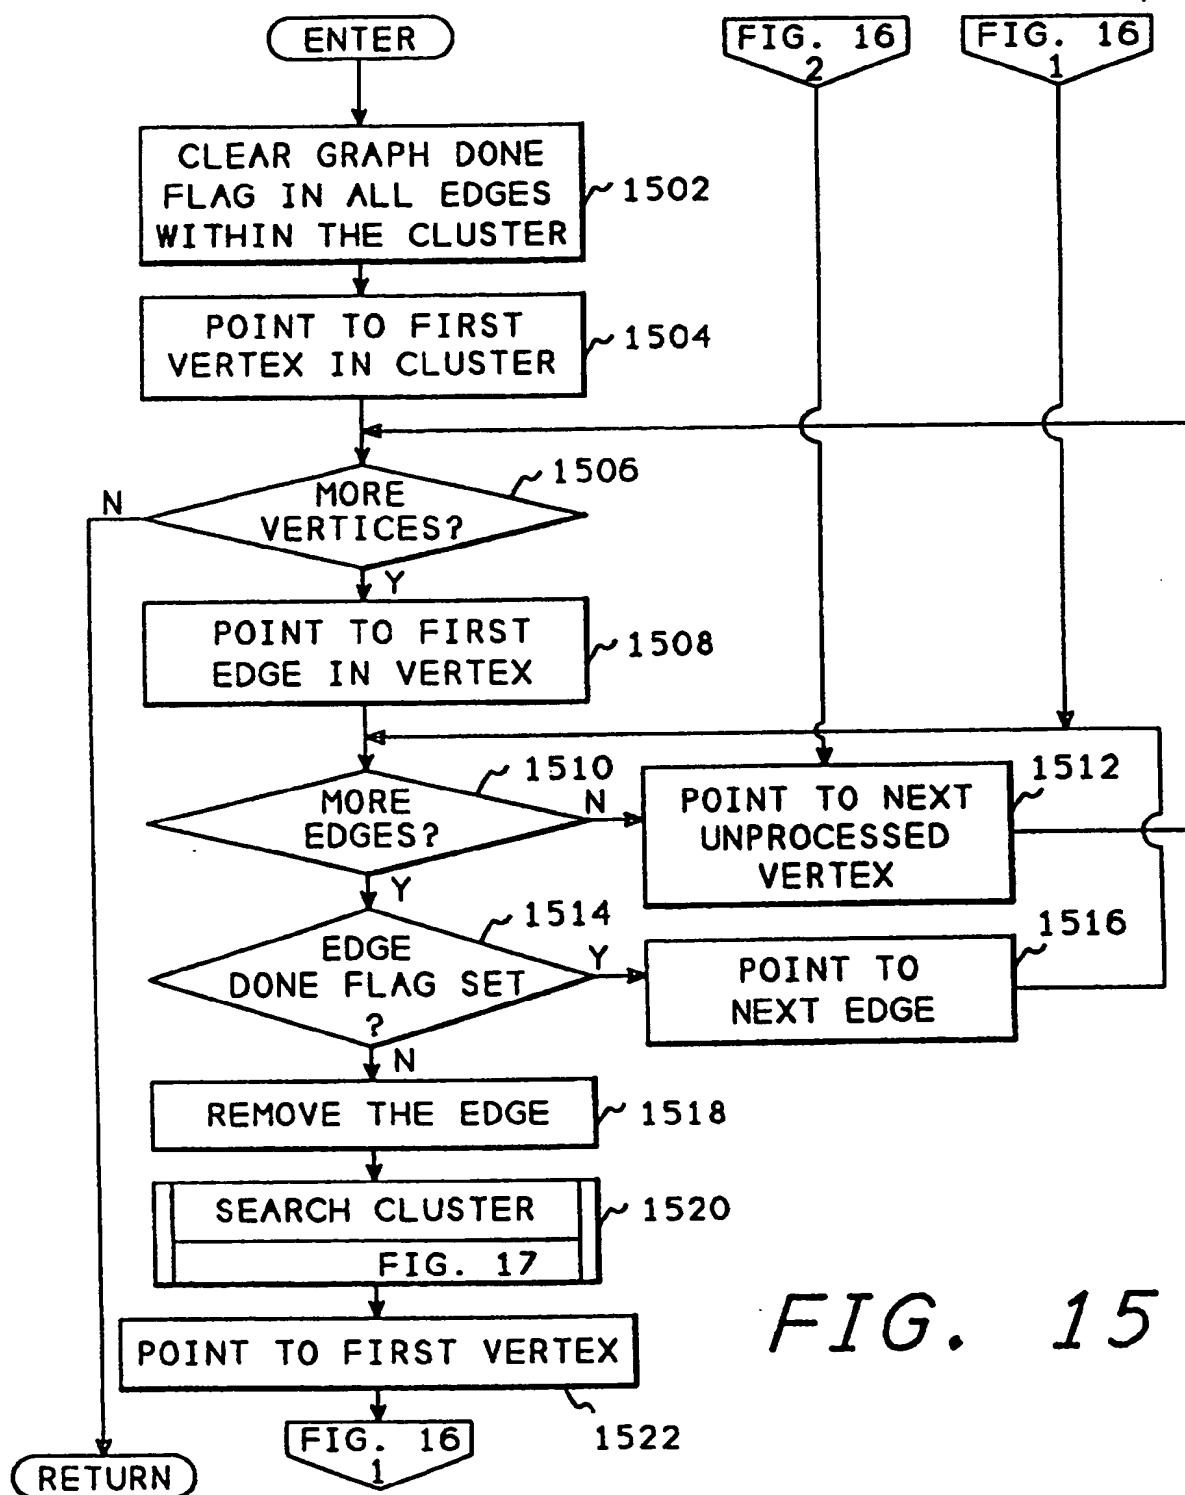 ENTER
FIG. 16
2
FIG. 16
1
CLEAR GRAPH DONE
FLAG IN ALL EDGES
WITHIN THE CLUSTER
1502
POINT TO FIRST
VERTEX IN CLUSTER
1504
1506
N
MORE
VERTICES?
Y
POINT TO FIRST
EDGE IN VERTEX
1508
1510
MORE
EDGES?
N
1512
POINT TO NEXT
UNPROCESSED
VERTEX
Y
1514
EDGE
DONE FLAG SET
?
Y
1516
POINT TO
NEXT EDGE
N
REMOVE THE EDGE
1518
SEARCH CLUSTER
FIG. 17
1520
POINT TO FIRST VERTEX
1522
FIG. 16
1
RETURN
FIG. 15